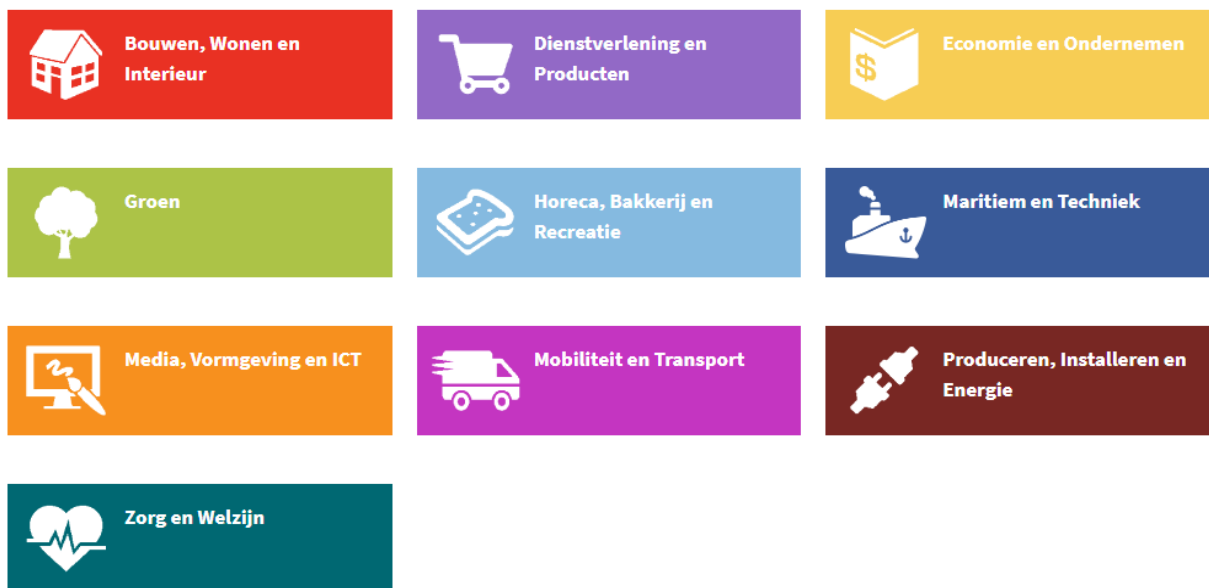 Bouwen, Wonen en
Interieur
Dienstverlening en
Producten
Economie en Ondernemen
$
Groen
Horeca, Bakkerij en
Recreatie
Maritiem en Techniek
Media, Vormgeving en ICT
Mobiliteit en Transport
Produceren, Installeren en
Energie
Zorg en Welzijn